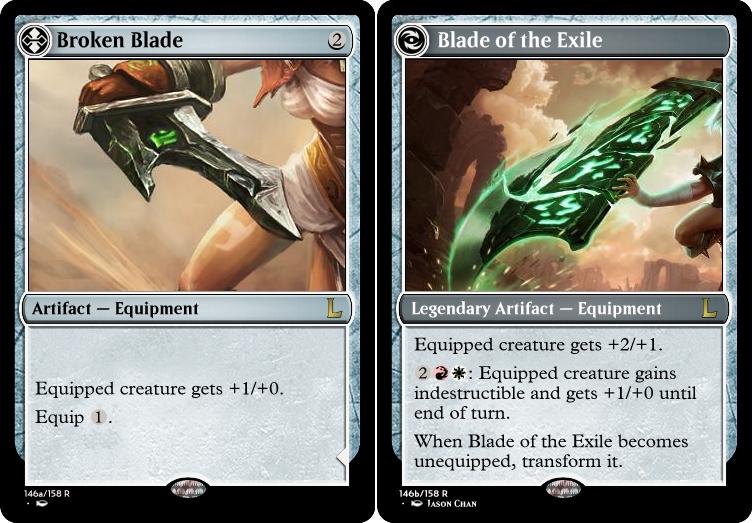 Broken Blade 2
Artifact — Equipment L
Equipped creature gets +1/+0.
Equip 1.
146a/158 R
Blade of the Exile
Legendary Artifact — Equipment L
Equipped creature gets +2/+1.
2: Equipped creature gains
indestructible and gets +1/+0 until
end of turn.
When Blade of the Exile becomes
unequipped, transform it.
146b/158 R
Jason Chan